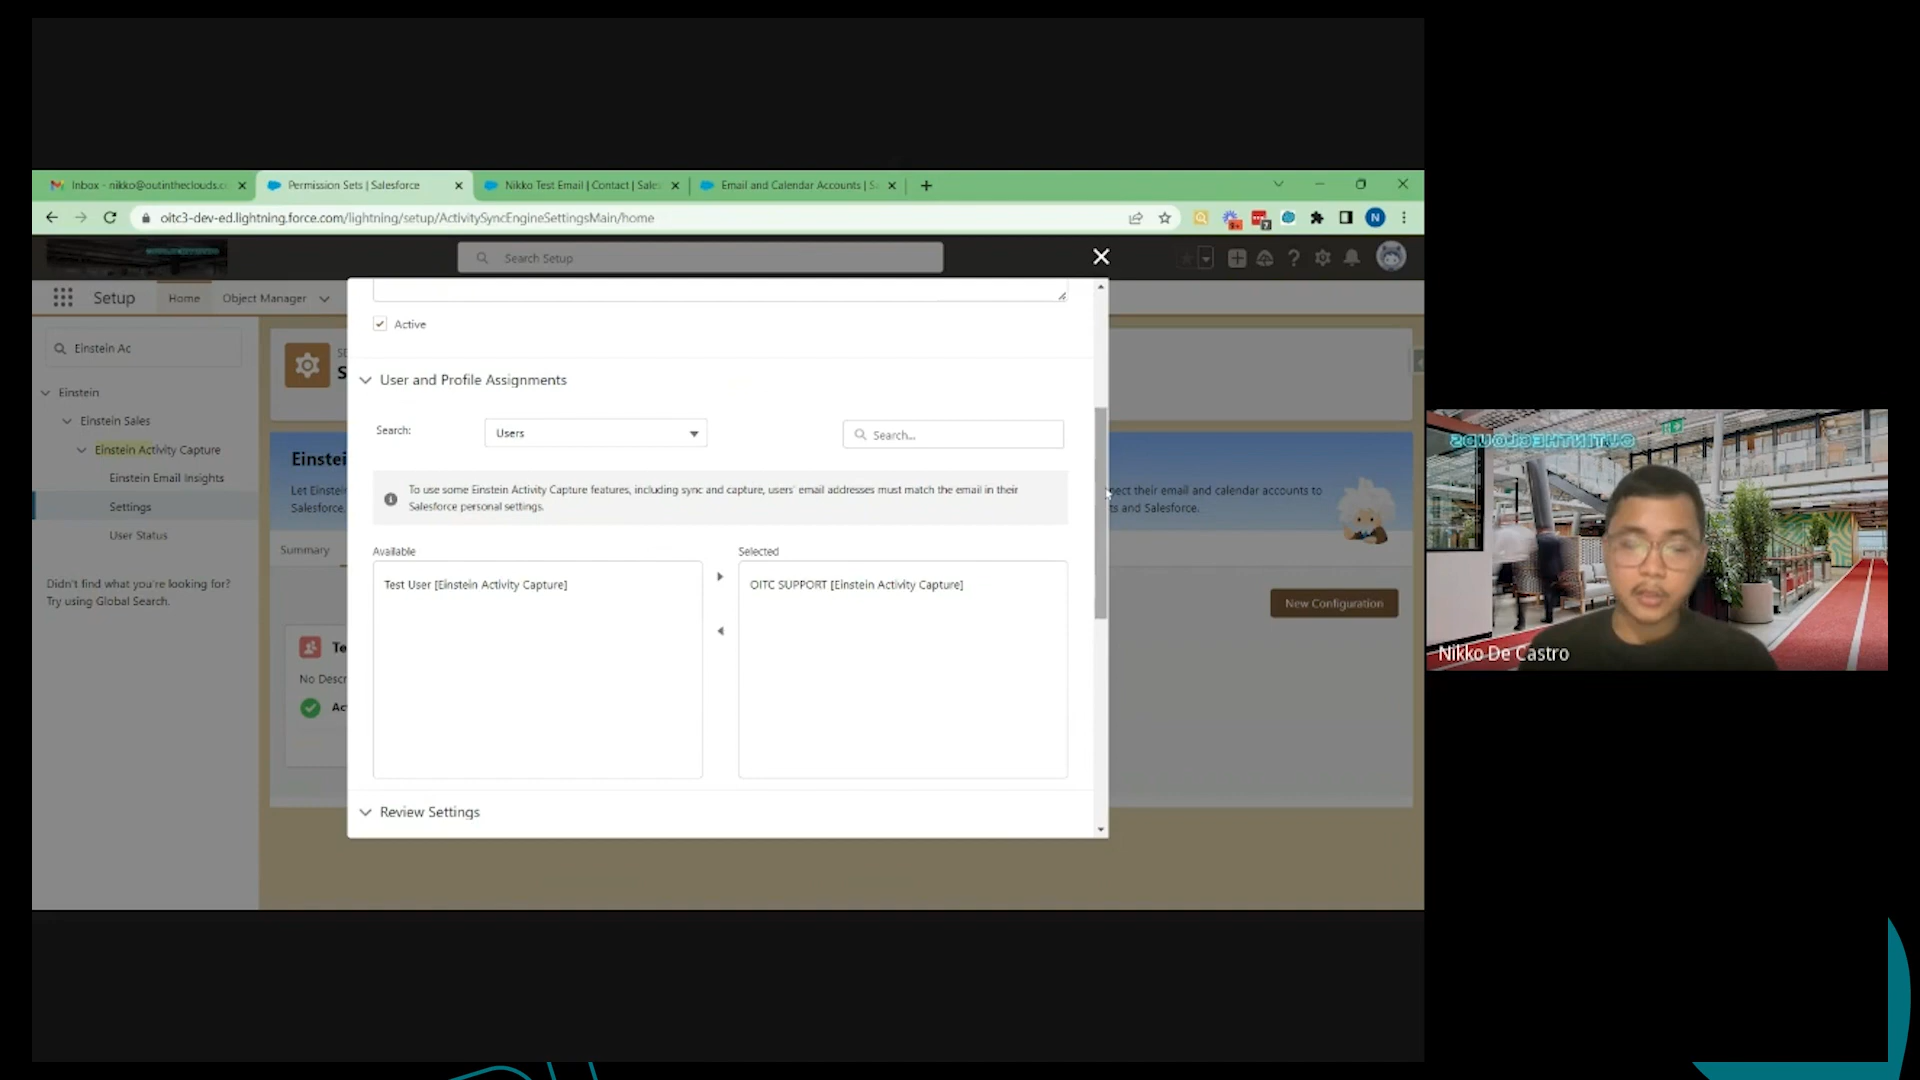 Inbox - nikko@outintheclouds.c
Permission Sets | Salesforce
Nikko Test Email | Contact | Sale
Email and Calendar Accounts | S
oitc3-dev-ed.lightning.force.com/lightning/setup/ActivitySyncEngineSettingsMain/home
N
Search Setup
Setup
Home
Object Manager
Einstein Ac
Einstein
Einstein Sales
Einstein Activity Capture
Einstein Email Insights
Settings
User Status
Didn't find what you're looking for?
Try using Global Search.
SE
S
Einstei
Let Einstei
Salesforce.
nect their email and calendar accounts to
ts and Salesforce.
Summary
New Configuration
Te
No Descr
Ac
Active
User and Profile Assignments
Search:
Users
Search...
To use some Einstein Activity Capture features, including sync and capture, users' email addresses must match the email in their
Salesforce personal settings.
Available
Selected
Test User [Einstein Activity Capture]
OITC SUPPORT [Einstein Activity Capture]
Review Settings
OUTINTHECLOUDS
Nikko De Castro